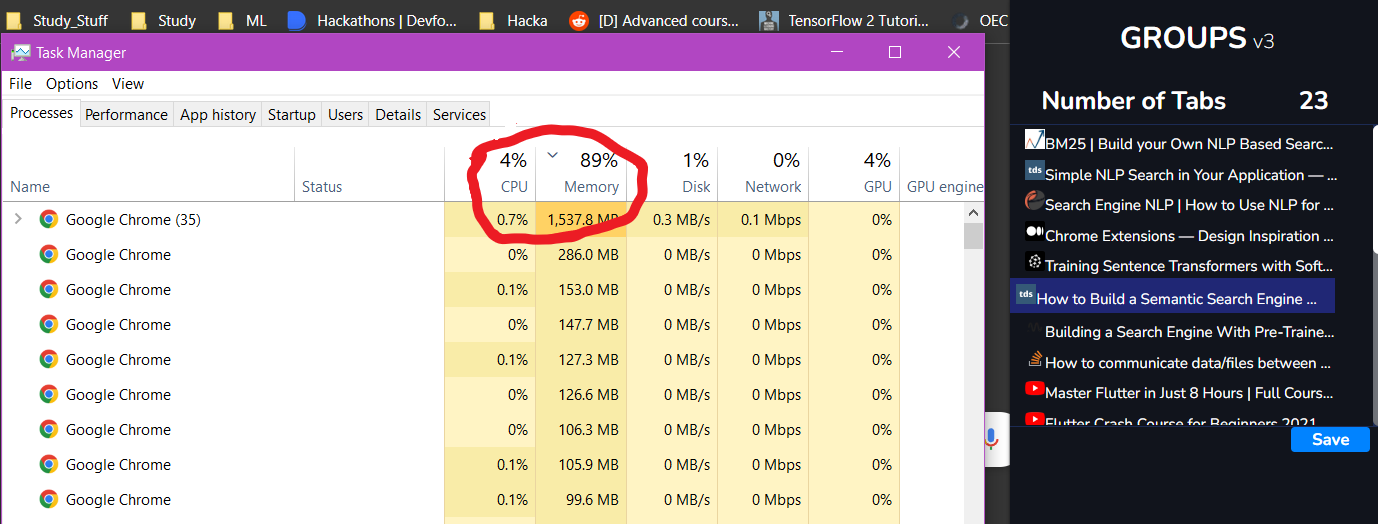 Study_Stuff Study ML Hackathons | Devfo... Hacka [D] Advanced cours... TensorFlow 2 Tutori... OEC
Task Manager
File Options View
Processes Performance App history Startup Users Details Services
4% 89% 1% 0% 4%
Name Status CPU Memory Disk Network GPU GPU engine
Google Chrome (35) 0.7% 1,537.8 MB 0.3 MB/s 0.1 Mbps 0%
Google Chrome 0% 286.0 MB 0 MB/s 0 Mbps 0%
Google Chrome 0.1% 153.0 MB 0 MB/s 0 Mbps 0%
Google Chrome 0% 147.7 MB 0 MB/s 0 Mbps 0%
Google Chrome 0.1% 127.3 MB 0 MB/s 0 Mbps 0%
Google Chrome 0% 126.6 MB 0 MB/s 0 Mbps 0%
Google Chrome 0% 106.3 MB 0 MB/s 0 Mbps 0%
Google Chrome 0.1% 105.9 MB 0 MB/s 0 Mbps 0%
Google Chrome 0.1% 99.6 MB 0 MB/s 0 Mbps 0%
GROUPS v3
Number of Tabs 23
BM25 | Build your Own NLP Based Searc...
tds Simple NLP Search in Your Application — ...
Search Engine NLP | How to Use NLP for ...
Chrome Extensions — Design Inspiration ...
Training Sentence Transformers with Soft...
tds How to Build a Semantic Search Engine ...
Building a Search Engine With Pre-Traine...
How to communicate data/files between ...
Master Flutter in Just 8 Hours | Full Cours...
Flutter Crash Course for Beginners 2021
Save